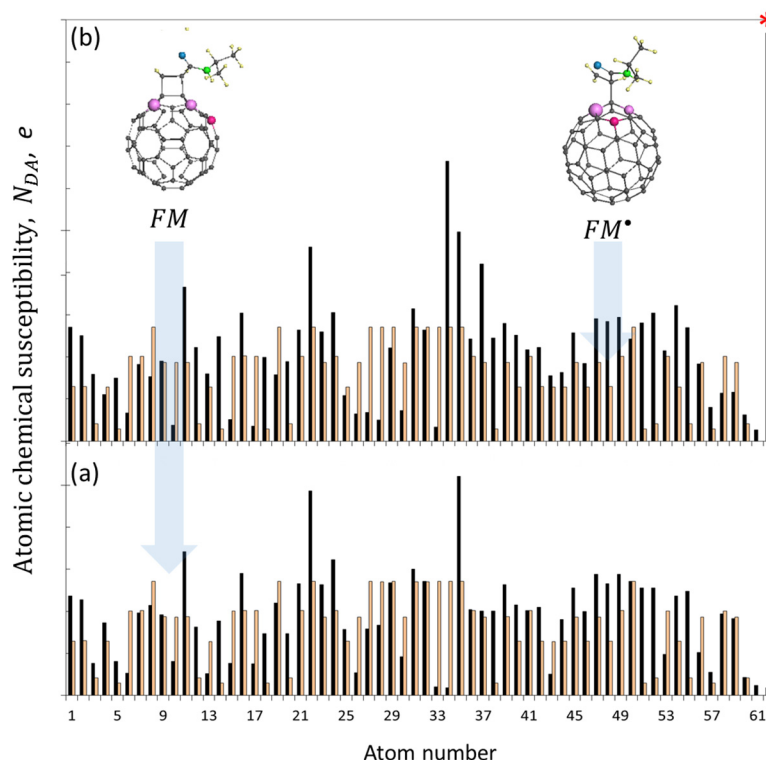 (b)
FM
FM•
(a)
Atomic chemical susceptibility, N_DA, e
1 5 9 13 17 21 25 29 33 37 41 45 49 53 57 61
Atom number